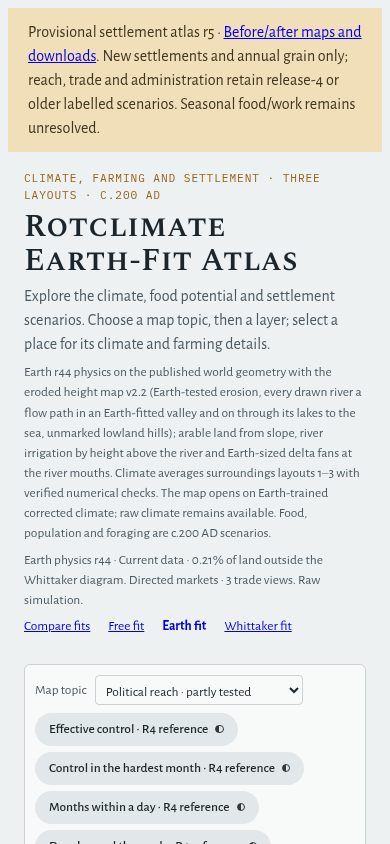 Provisional settlement atlas r5 · Before/after maps and
downloads. New settlements and annual grain only;
reach, trade and administration retain release-4 or
older labelled scenarios. Seasonal food/work remains
unresolved.
CLIMATE, FARMING AND SETTLEMENT · THREE
LAYOUTS · C.200 AD
Rotclimate
Earth-Fit Atlas
Explore the climate, food potential and settlement
scenarios. Choose a map topic, then a layer; select a
place for its climate and farming details.
Earth r44 physics on the published world geometry with the
eroded height map v2.2 (Earth-tested erosion, every drawn river a
flow path in an Earth-fitted valley and on through its lakes to the
sea, unmarked lowland hills); arable land from slope, river
irrigation by height above the river and Earth-sized delta fans at
the river mouths. Climate averages surroundings layouts 1–3 with
verified numerical checks. The map opens on Earth-trained
corrected climate; raw climate remains available. Food,
population and foraging are c.200 AD scenarios.
Earth physics r44 · Current data · 0.21% of land outside the
Whittaker diagram. Directed markets · 3 trade views. Raw
simulation.
Compare fits Free fit Earth fit Whittaker fit
Map topic Political reach · partly tested
Effective control · R4 reference
Control in the hardest month · R4 reference
Months within a day · R4 reference